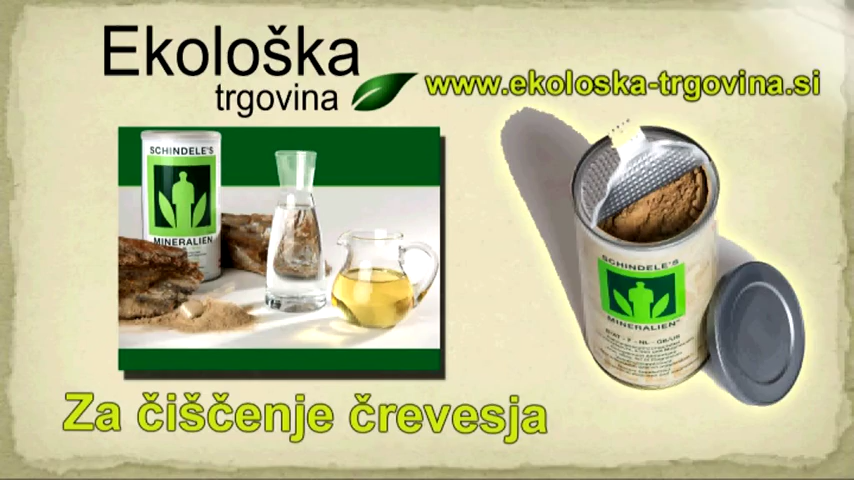 Ekološka
trgovina
www.ekoloska-trgovina.si
SCHINDELE'S
MINERALIEN
SCHINDELE'S
MINERALIEN
Za čiščenje črevesja